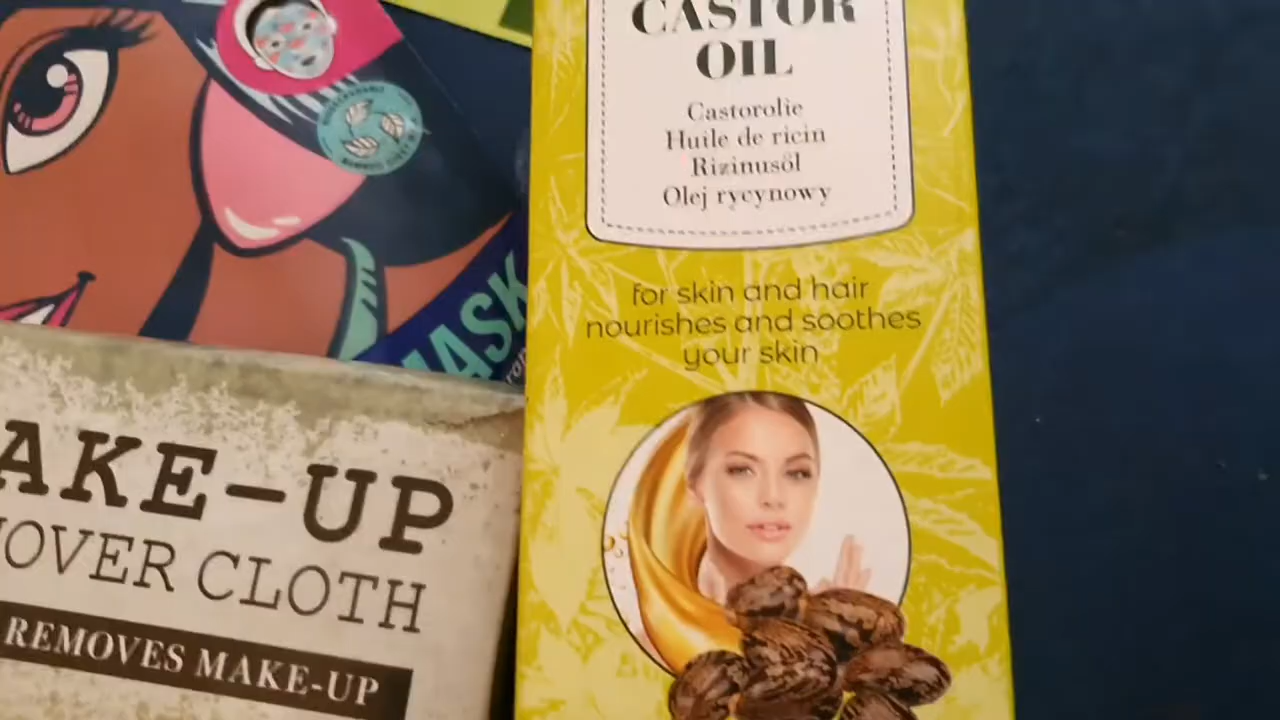 CASTOR
OIL
Castorolie
Huile de ricin
Rizinusöl
Olej rycynowy
for skin and hair
nourishes and soothes
your skin
MASK
AKE-UP
OVER CLOTH
REMOVES MAKE-UP